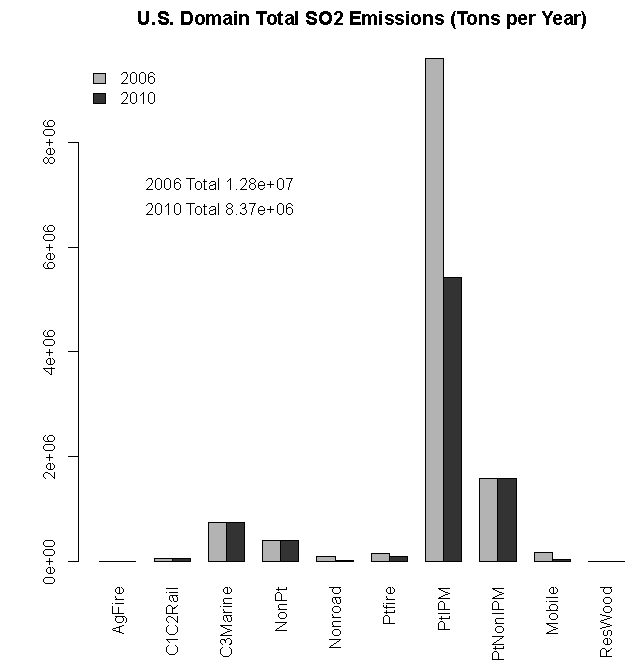 U.S. Domain Total SO2 Emissions (Tons per Year)
2006
2010
2006 Total 1.28e+07
2010 Total 8.37e+06
8e+06
6e+06
4e+06
2e+06
0e+00
AgFire
C1C2Rail
C3Marine
NonPt
Nonroad
Ptfire
PtIPM
PtNonIPM
Mobile
ResWood